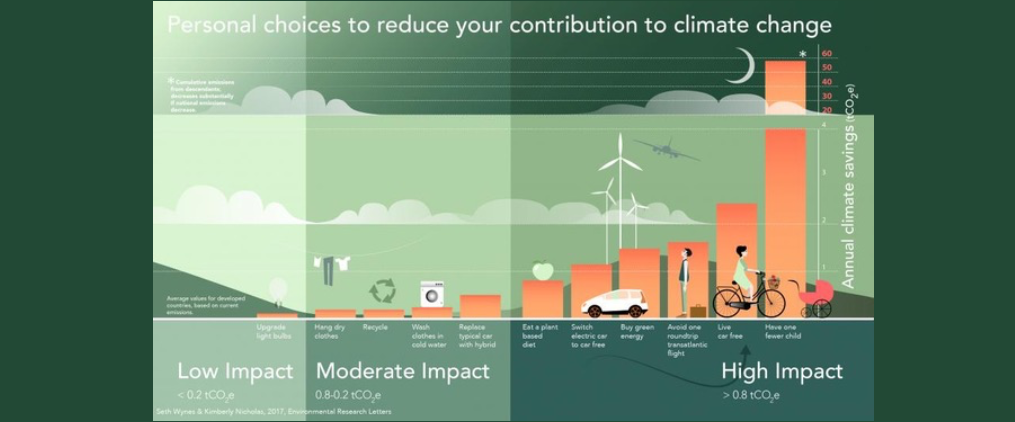 Personal choices to reduce your contribution to climate change
* Cumulative emissions
from descendants;
decreases substantially
if national emissions
decrease.
*
60
50
40
30
20
4
3
2
1
Annual climate savings (tCO2e)
Average values for developed
countries, based on current
emissions.
Upgrade
light bulbs
Hang dry
clothes
Recycle
Wash
clothes in
cold water
Replace
typical car
with hybrid
Eat a plant
based
diet
Switch
electric car
to car free
Buy green
energy
Avoid one
roundtrip
transatlantic
flight
Live
car free
Have one
fewer child
Low Impact
< 0.2 tCO2e
Moderate Impact
0.8-0.2 tCO2e
High Impact
> 0.8 tCO2e
Seth Wynes & Kimberly Nicholas, 2017, Environmental Research Letters